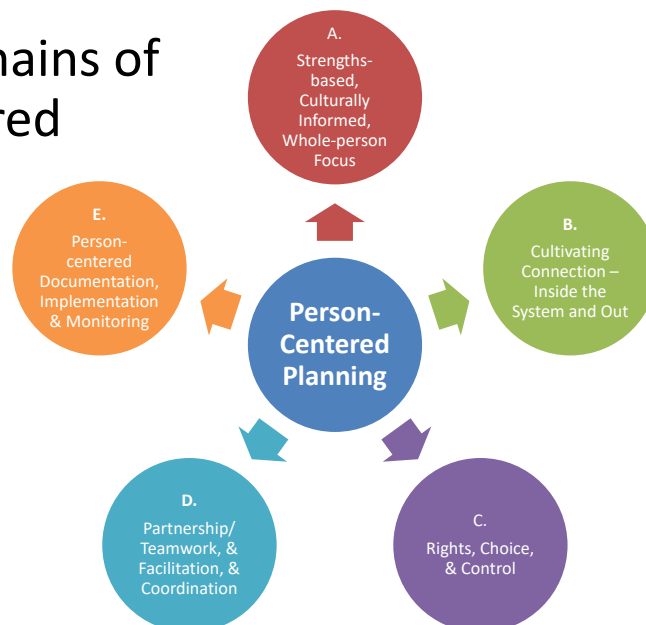 nains of
red
A.
Strengths-
based,
Culturally
Informed,
Whole-person
Focus
B.
Cultivating
Connection –
Inside the
System and Out
C.
Rights, Choice,
& Control
D.
Partnership/
Teamwork, &
Facilitation, &
Coordination
E.
Person-
centered
Documentation,
Implementation
& Monitoring
Person-
Centered
Planning